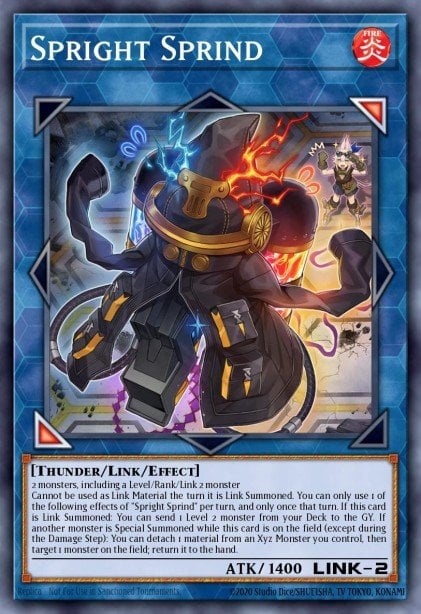 SPRIGHT SPRIND
FIRE
炎
[THUNDER/LINK/EFFECT]
2 monsters, including a Level/Rank/Link 2 monster
Cannot be used as Link Material the turn it is Link Summoned. You can only use 1 of
the following effects of "Spright Sprind" per turn, and only once that turn. If this
card is Link Summoned: You can send 1 Level 2 monster from your Deck to the GY. If
another monster is Special Summoned while this card is on the field (except during
the Damage Step): You can detach 1 material from an Xyz Monster you control, then
target 1 monster on the field; return it to the hand.
ATK/1400 LINK-2
Replica - Not For Use in Sanctioned Tournaments
©2020 Studio Dice/SHUEISHA, TV TOKYO, KONAMI